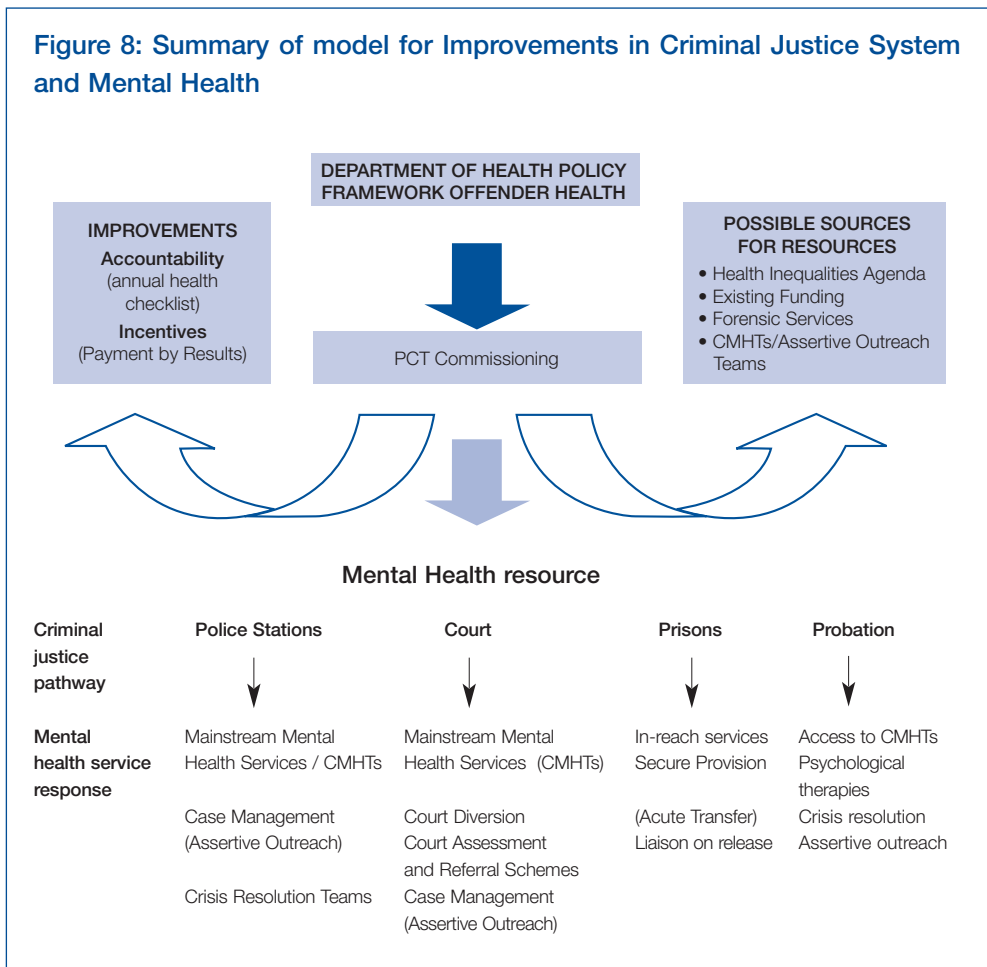 Figure 8: Summary of model for Improvements in Criminal Justice System
and Mental Health
DEPARTMENT OF HEALTH POLICY
FRAMEWORK OFFENDER HEALTH
IMPROVEMENTS
Accountability
(annual health
checklist)
Incentives
(Payment by Results)
PCT Commissioning
POSSIBLE SOURCES
FOR RESOURCES
• Health Inequalities Agenda
• Existing Funding
• Forensic Services
• CMHTs/Assertive Outreach
Teams
Mental Health resource
Criminal
justice
pathway
Police Stations
Court
Prisons
Probation
Mental
health service
response
Mainstream Mental
Health Services / CMHTs
Case Management
(Assertive Outreach)
Crisis Resolution Teams
Mainstream Mental
Health Services (CMHTs)
Court Diversion
Court Assessment
and Referral Schemes
Case Management
(Assertive Outreach)
In-reach services
Secure Provision
(Acute Transfer)
Liaison on release
Access to CMHTs
Psychological
therapies
Crisis resolution
Assertive outreach